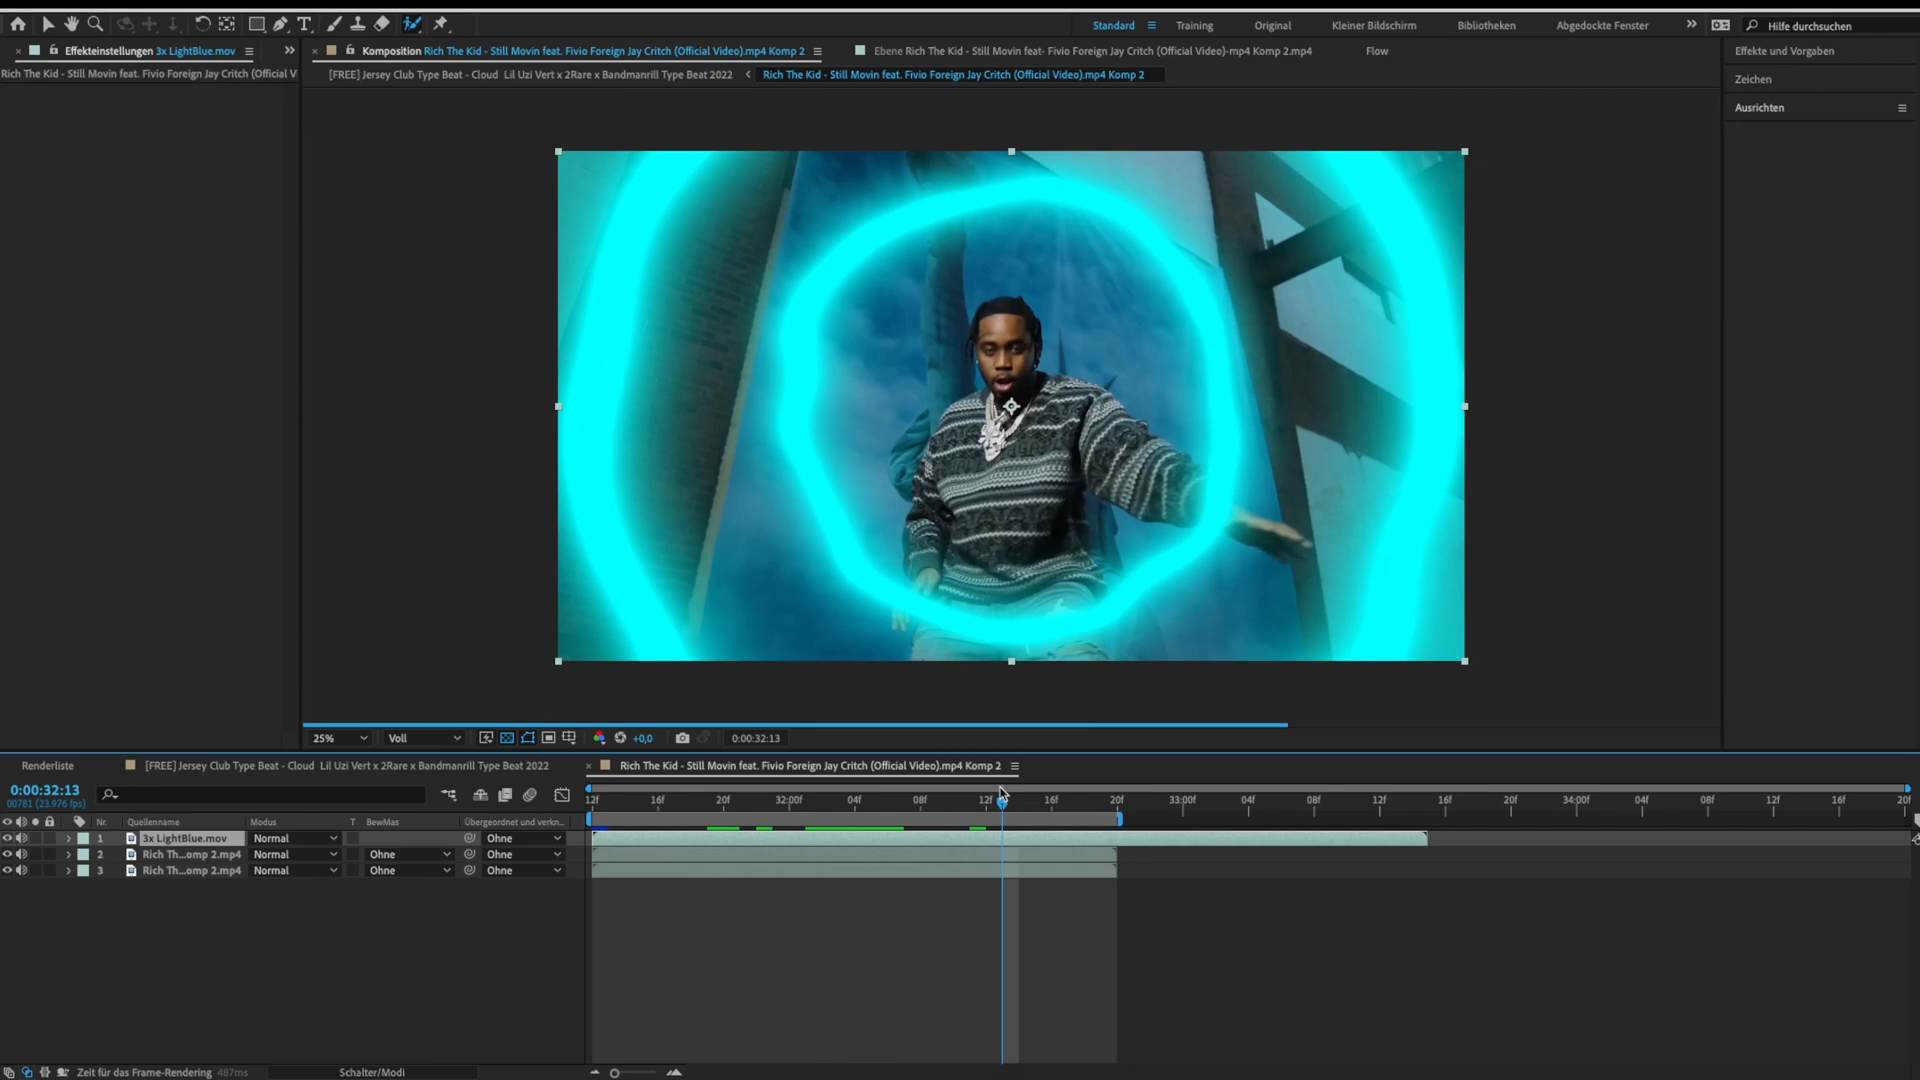 Standard Training Original Kleiner Bildschirm Bibliotheken Abgedockte Fenster Hilfe durchsuchen
Effekteinstellungen 3x LightBlue.mov
Komposition Rich The Kid - Still Movin feat. Fivio Foreign Jay Critch (Official Video).mp4 Komp 2
Ebene Rich The Kid - Still Movin feat- Fivio Foreign Jay Critch (Official Video)-mp4 Komp 2.mp4
Flow
Effekte und Vorgaben
Rich The Kid - Still Movin feat. Fivio Foreign Jay Critch (Official V
[FREE] Jersey Club Type Beat - Cloud Lil Uzi Vert x 2Rare x Bandmanrill Type Beat 2022
Rich The Kid - Still Movin feat. Fivio Foreign Jay Critch (Official Video).mp4 Komp 2
Zeichen
Ausrichten
25% Voll +0,0 0:00:32:13
Renderliste
[FREE] Jersey Club Type Beat - Cloud Lil Uzi Vert x 2Rare x Bandmanrill Type Beat 2022
Rich The Kid - Still Movin feat. Fivio Foreign Jay Critch (Official Video).mp4 Komp 2
0:00:32:13
00781 (23.976 fps)
12f 16f 20f 32:00f 04f 08f 12f 16f 20f 33:00f 04f 08f 12f 16f 20f 34:00f 04f 08f 12f 16f 20f
Nr. Quellenname Modus T BewMas Übergeordnet und verkn...
1 3x LightBlue.mov Normal Ohne
2 Rich Th...omp 2.mp4 Normal Ohne Ohne
3 Rich Th...omp 2.mp4 Normal Ohne Ohne
Zeit für das Frame-Rendering 487ms Schalter/Modi